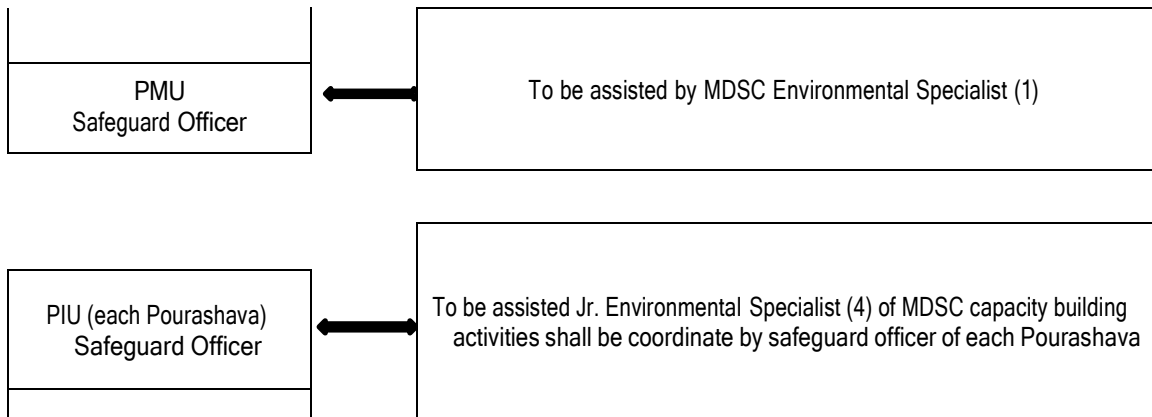 PMU
Safeguard Officer
To be assisted by MDSC Environmental Specialist (1)
PIU (each Pourashava)
Safeguard Officer
To be assisted Jr. Environmental Specialist (4) of MDSC capacity building
activities shall be coordinate by safeguard officer of each Pourashava